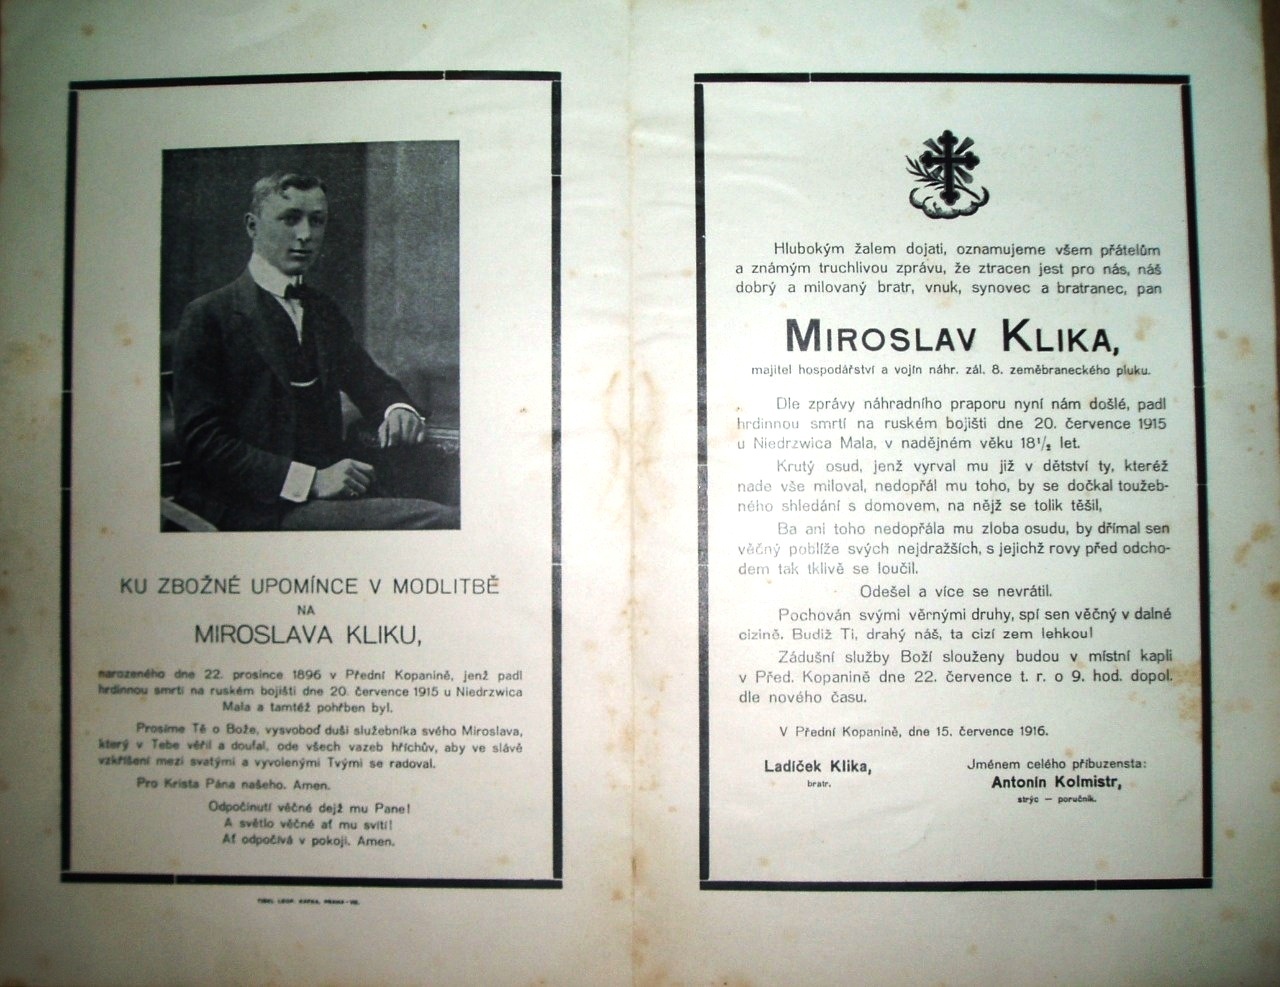 KU ZBOŽNÉ UPOMÍNCE V MODLITBĚ
NA
MIROSLAVA KLIKU,
narozeného dne 22. prosince 1896 v Přední Kopanině, jenž padl
hrdinnou smrtí na ruském bojišti dne 20. července 1915 u Niedrzwica
Mala a tamtéž pohřben byl.
Prosíme Tě o Bože, vysvoboď duši služebníka svého Miroslava,
který v Tebe věřil a doufal, ode všech vazeb hříchův, aby ve slávě
vzkříšení mezi svatými a vyvolenými Tvými se radoval.
Pro Krista Pána našeho. Amen.
Odpočinutí věčné dejž mu Pane!
A světlo věčné ať mu svítí!
Ať odpočívá v pokoji. Amen.
TISKL LEOP. KAFKA, PRAHA-VIII.
Hlubokým žalem dojati, oznamujeme všem přátelům
a známým truchlivou zprávu, že ztracen jest pro nás, náš
dobrý a milovaný bratr, vnuk, synovec a bratranec, pan
MIROSLAV KLIKA,
majitel hospodářství a vojín náhr. zál. 8. zeměbraneckého pluku.
Dle zprávy náhradního praporu nyní nám došlé, padl
hrdinnou smrtí na ruském bojišti dne 20. července 1915
u Niedrzwica Mala, v nadějném věku 18¹/₂ let.
Krutý osud, jenž vyrval mu již v dětství ty, kteréž
nade vše miloval, nedopřál mu toho, by se dočkal toužeb-
ného shledání s domovem, na nějž se tolik těšil,
Ba ani toho nedopřála mu zloba osudu, by dřímal sen
věčný poblíže svých nejdražších, s jejichž rovy před odcho-
dem tak tklivě se loučil.
Odešel a více se nevrátil.
Pochován svými věrnými druhy, spí sen věčný v dalné
cizině. Budiž Ti, drahý náš, ta cizí zem lehkou!
Zádušní služby Boží slouženy budou v místní kapli
v Před. Kopanině dne 22. července t. r. o 9. hod. dopol.
dle nového času.
V Přední Kopanině, dne 15. července 1916.
Ladíček Klika,
bratr.
Jménem celého příbuzenstva:
Antonín Kolmistr,
strýc — poručník.